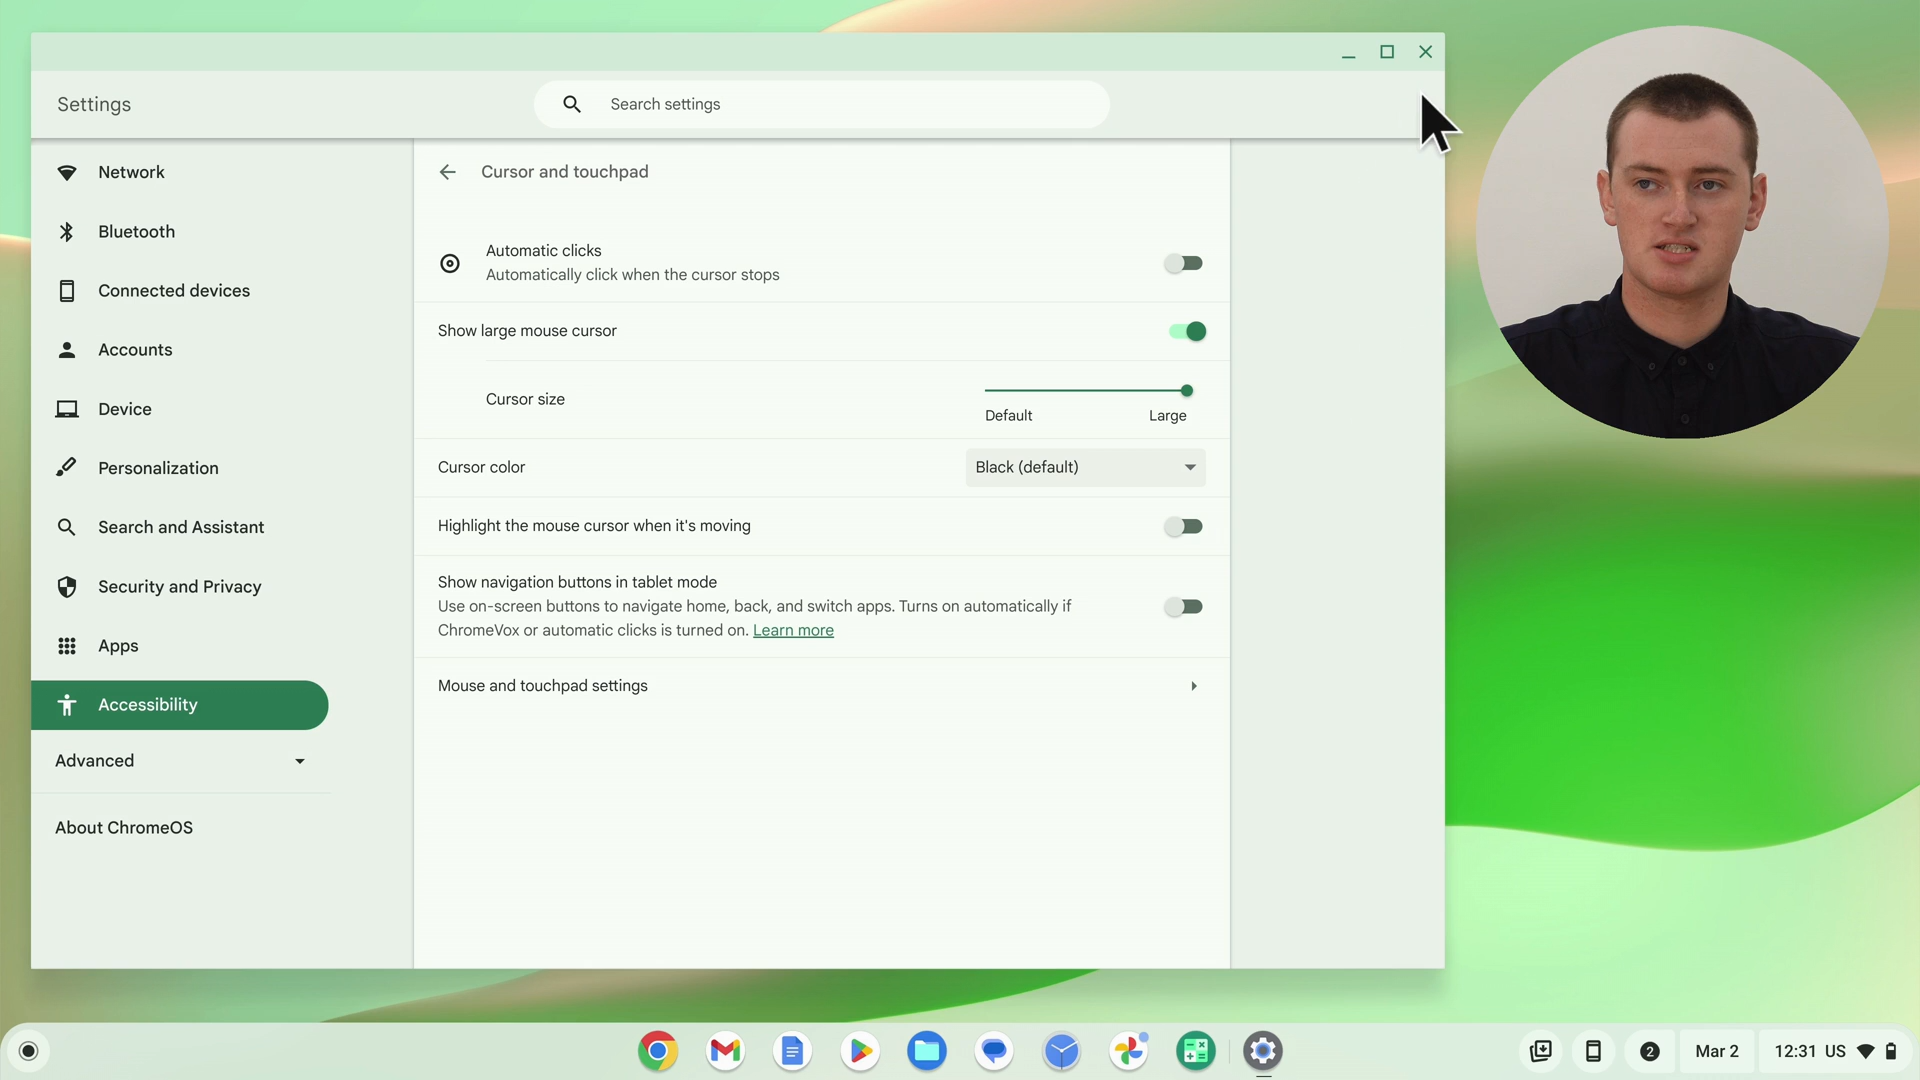 Settings
Search settings
Network
Bluetooth
Connected devices
Accounts
Device
Personalization
Search and Assistant
Security and Privacy
Apps
Accessibility
Advanced
About ChromeOS
Cursor and touchpad
Automatic clicks
Automatically click when the cursor stops
Show large mouse cursor
Cursor size
Default
Large
Cursor color
Black (default)
Highlight the mouse cursor when it's moving
Show navigation buttons in tablet mode
Use on-screen buttons to navigate home, back, and switch apps. Turns on automatically if
ChromeVox or automatic clicks is turned on. Learn more
Mouse and touchpad settings
2
Mar 2
12:31 US